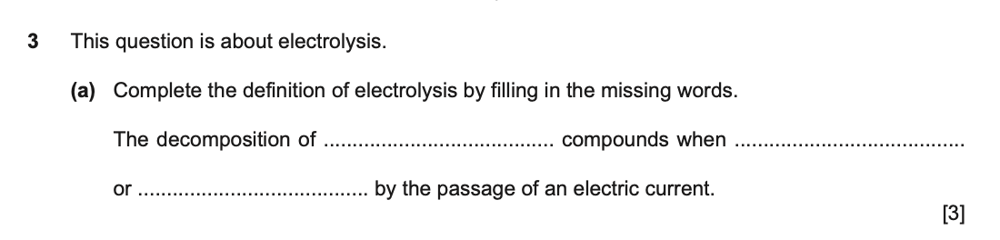 3 This question is about electrolysis.
(a) Complete the definition of electrolysis by filling in the missing words.
The decomposition of ........................................ compounds when ........................................
or ........................................ by the passage of an electric current.
[3]